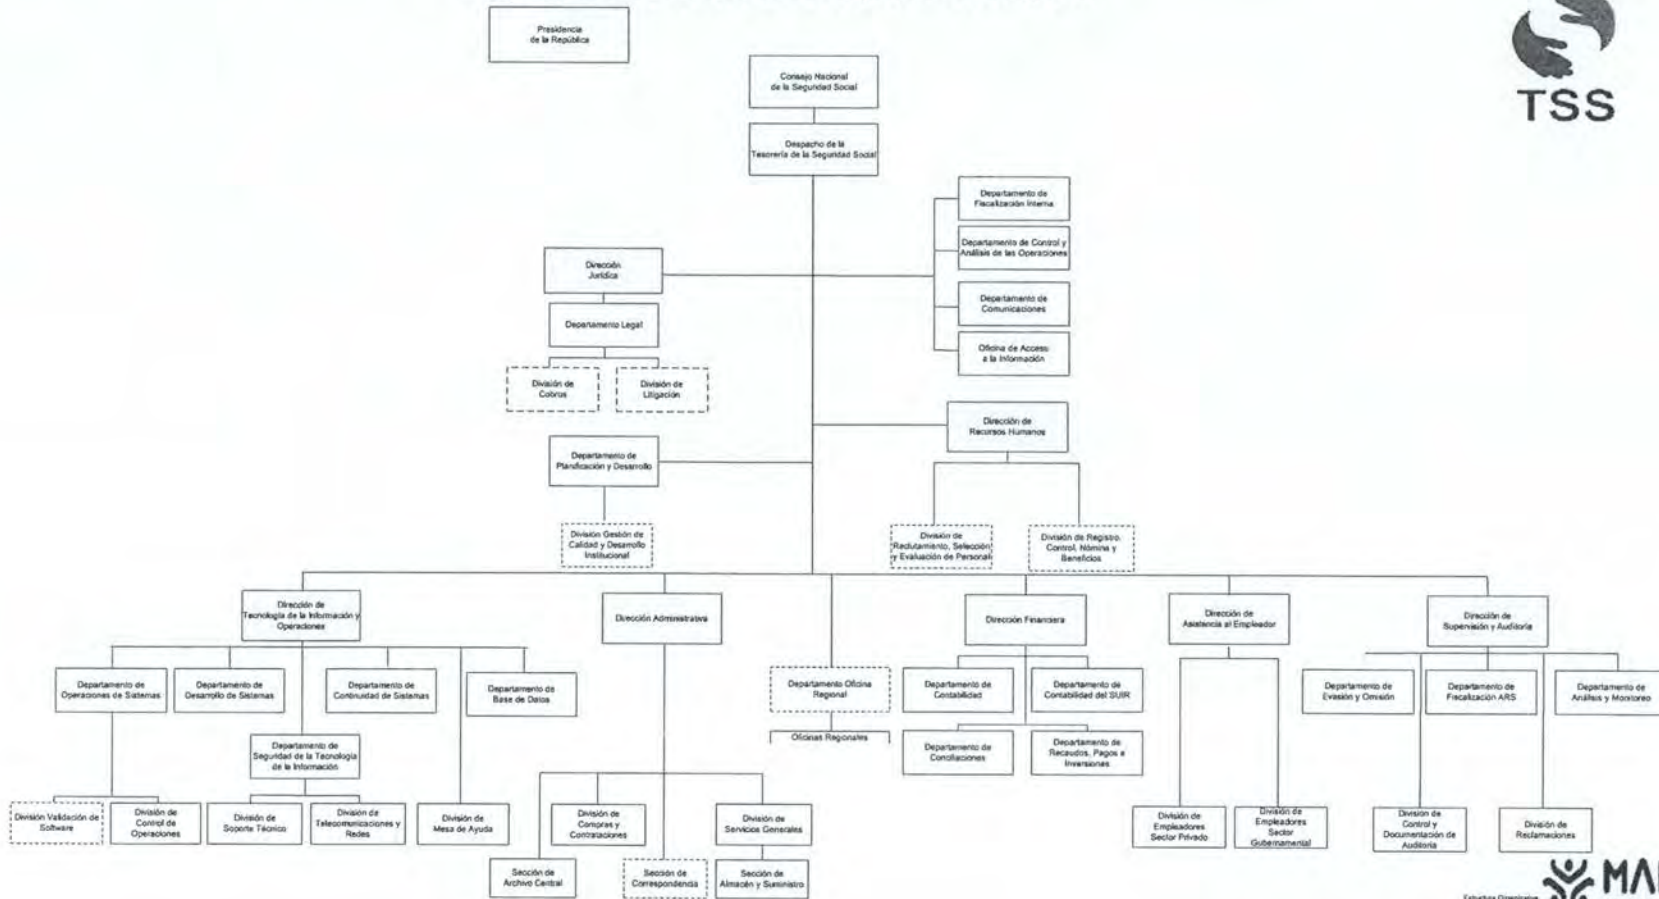 Presidencia
de la República
TSS
Consejo Nacional
de la Seguridad Social
Despacho de la
Tesorería de la Seguridad Social
Departamento de
Fiscalización Interna
Departamento de Control y
Análisis de las Operaciones
Dirección
Jurídica
Departamento de
Comunicaciones
Departamento Legal
Oficina de Acceso
a la Información
División de
Cobros
División de
Litigación
Dirección de
Recursos Humanos
Departamento de
Planificación y Desarrollo
División Gestión de
Calidad y Desarrollo
Institucional
División de
Reclutamiento, Selección
y Evaluación de Personal
División de Registro,
Control, Nómina y
Beneficios
Dirección de
Tecnología de la Información y
Operaciones
Dirección Administrativa
Dirección Financiera
Dirección de
Asistencia al Empleador
Dirección de
Supervisión y Auditoría
Departamento de
Operaciones de Sistemas
Departamento de
Desarrollo de Sistemas
Departamento de
Continuidad de Sistemas
Departamento de
Base de Datos
Departamento Oficina
Regional
Departamento de
Contabilidad
Departamento de
Contabilidad del SUIR
Departamento de
Evasión y Omisión
Departamento de
Fiscalización ARS
Departamento de
Análisis y Monitoreo
Oficinas Regionales
Departamento de
Seguridad de la Tecnología
de la Información
Departamento de
Conciliaciones
Departamento de
Recaudos, Pagos e
Inversiones
División Validación de
Software
División de
Control de
Operaciones
División de
Soporte Técnico
División de
Telecomunicaciones y
Redes
División de
Mesa de Ayuda
División de
Compras y
Contrataciones
División de
Servicios Generales
División de
Empleadores
Sector Privado
División de
Empleadores
Sector
Gubernamental
División de
Control y
Documentación de
Auditoría
División de
Reclamaciones
Sección de
Archivo Central
Sección de
Correspondencia
Sección de
Almacén y Suministro